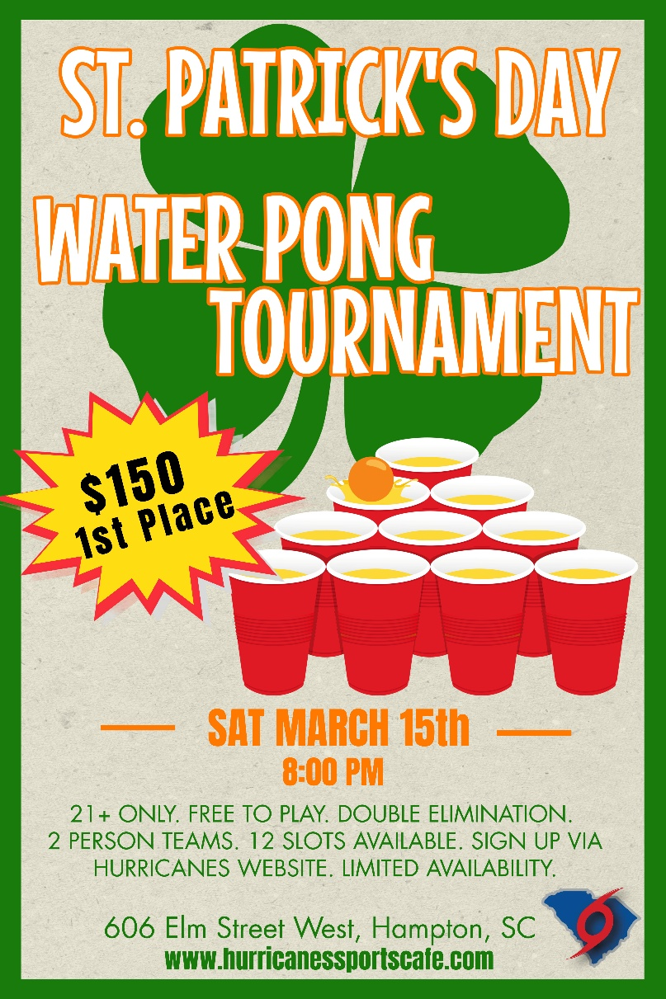 ST. PATRICK'S DAY
WATER PONG
TOURNAMENT
$150
1st Place
SAT MARCH 15th
8:00 PM
21+ ONLY. FREE TO PLAY. DOUBLE ELIMINATION.
2 PERSON TEAMS. 12 SLOTS AVAILABLE. SIGN UP VIA
HURRICANES WEBSITE. LIMITED AVAILABILITY.
606 Elm Street West, Hampton, SC
www.hurricanessportscafe.com